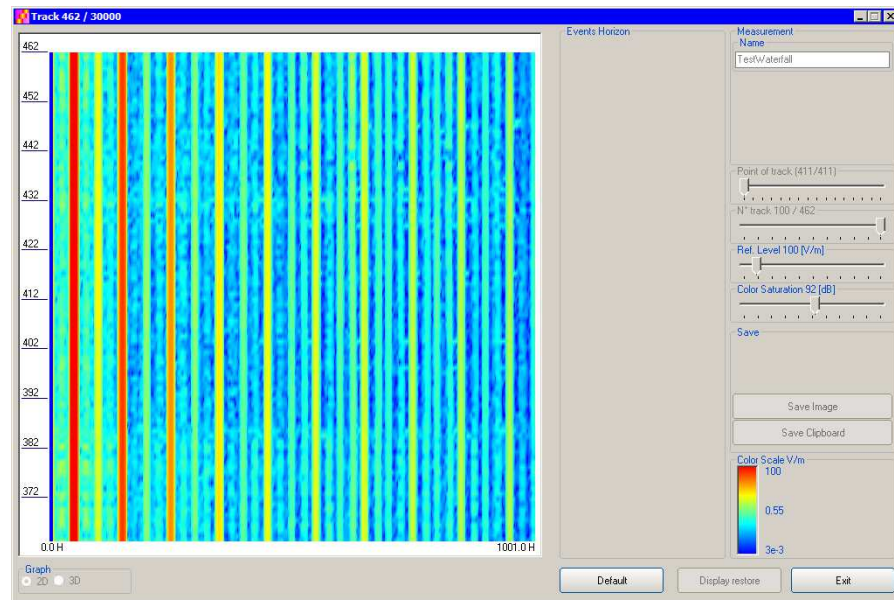 Track 462 / 30000
462
452
442
432
422
412
402
392
382
372
0.0 H
1001.0 H
Graph
2D
3D
Events Horizon
Measurement
Name
TestWaterfall
Point of track (411/411)
N° track 100 / 462
Ref. Level 100 [V/m]
Color Saturation 92 [dB]
Save
Save Image
Save Clipboard
Color Scale V/m
100
0.55
3e-3
Default
Display restore
Exit